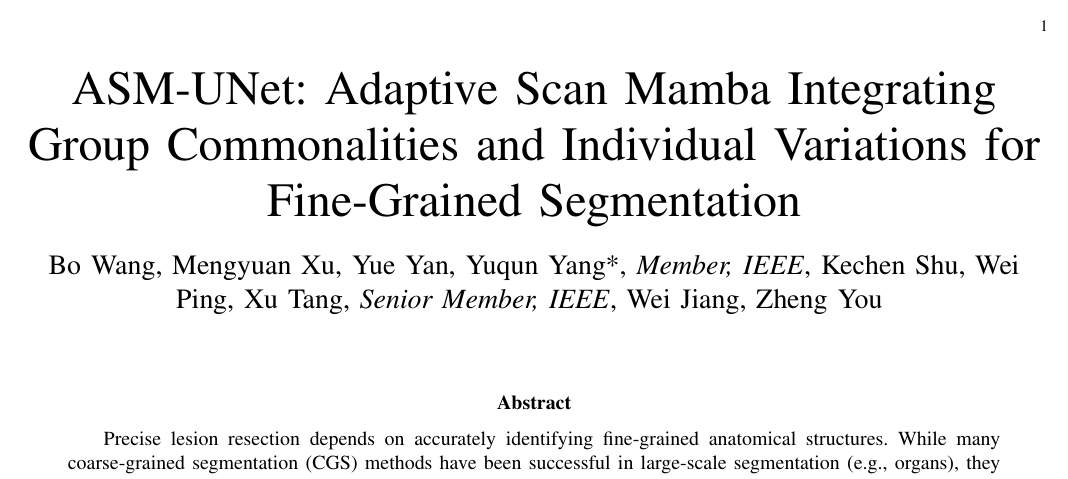 1
ASM-UNet: Adaptive Scan Mamba Integrating
Group Commonalities and Individual Variations for
Fine-Grained Segmentation
Bo Wang, Mengyuan Xu, Yue Yan, Yuqun Yang*, Member, IEEE, Kechen Shu, Wei
Ping, Xu Tang, Senior Member, IEEE, Wei Jiang, Zheng You
Abstract
Precise lesion resection depends on accurately identifying fine-grained anatomical structures. While many
coarse-grained segmentation (CGS) methods have been successful in large-scale segmentation (e.g., organs), they